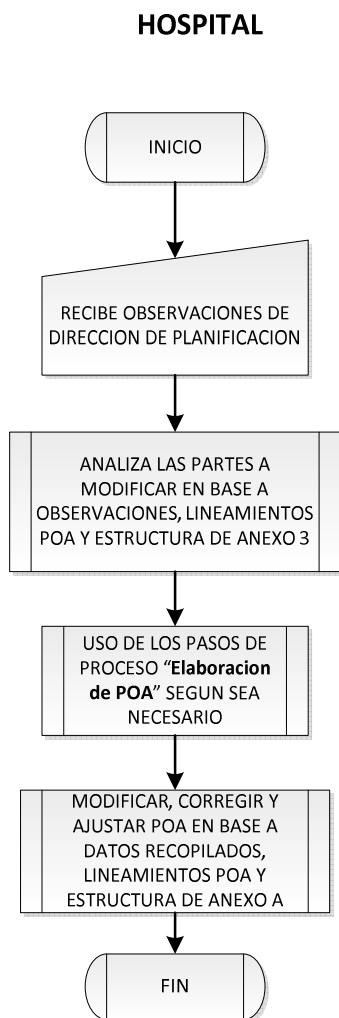 HOSPITAL
INICIO
RECIBE OBSERVACIONES DE
DIRECCION DE PLANIFICACION
ANALIZA LAS PARTES A
MODIFICAR EN BASE A
OBSERVACIONES, LINEAMIENTOS
POA Y ESTRUCTURA DE ANEXO 3
USO DE LOS PASOS DE
PROCESO “Elaboracion
de POA” SEGUN SEA
NECESARIO
MODIFICAR, CORREGIR Y
AJUSTAR POA EN BASE A
DATOS RECOPILADOS,
LINEAMIENTOS POA Y
ESTRUCTURA DE ANEXO A
FIN